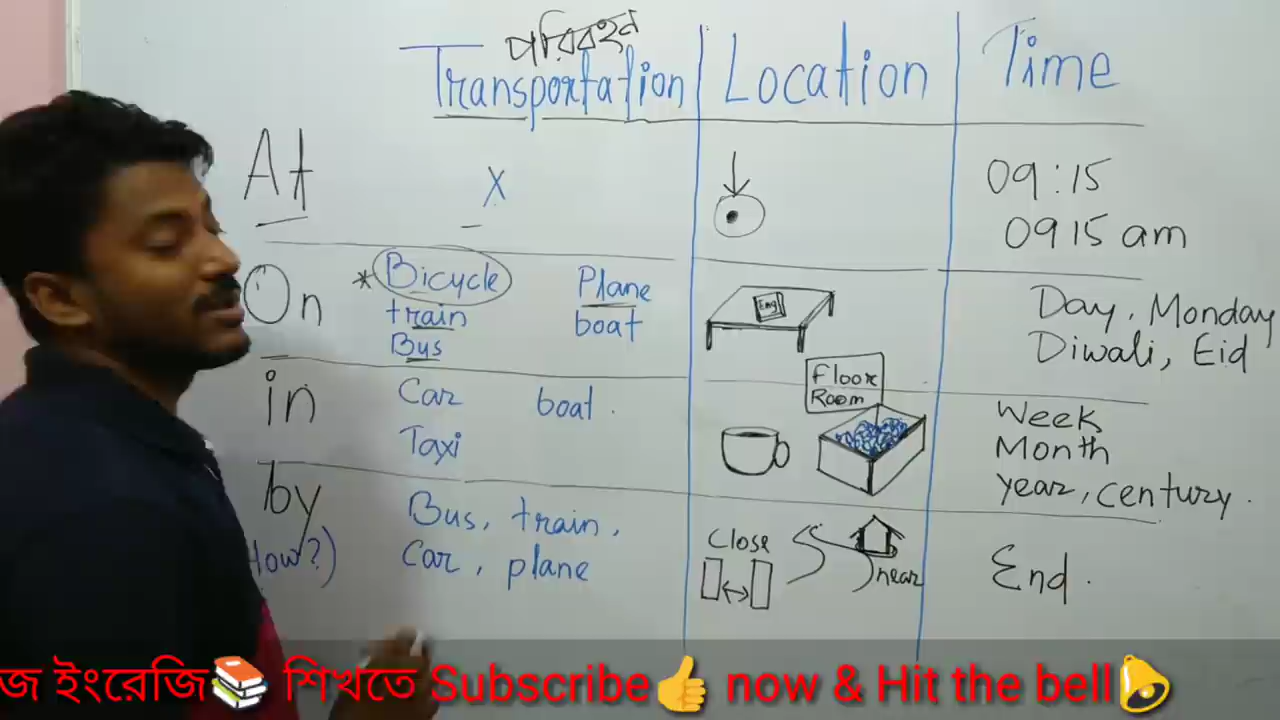 পরিবহন
Transportation Location Time
At X 09:15
0915 am
On * Bicycle Plane Eng Day, Monday
train boat Diwali, Eid
Bus
in Car boat. Floor Week
Taxi Room Month
Year, century.
by Bus, train, Close
How?) Car, plane near End.
জ ইংরেজি📚 শিখতে Subscribe👍 now & Hit the bell🔔